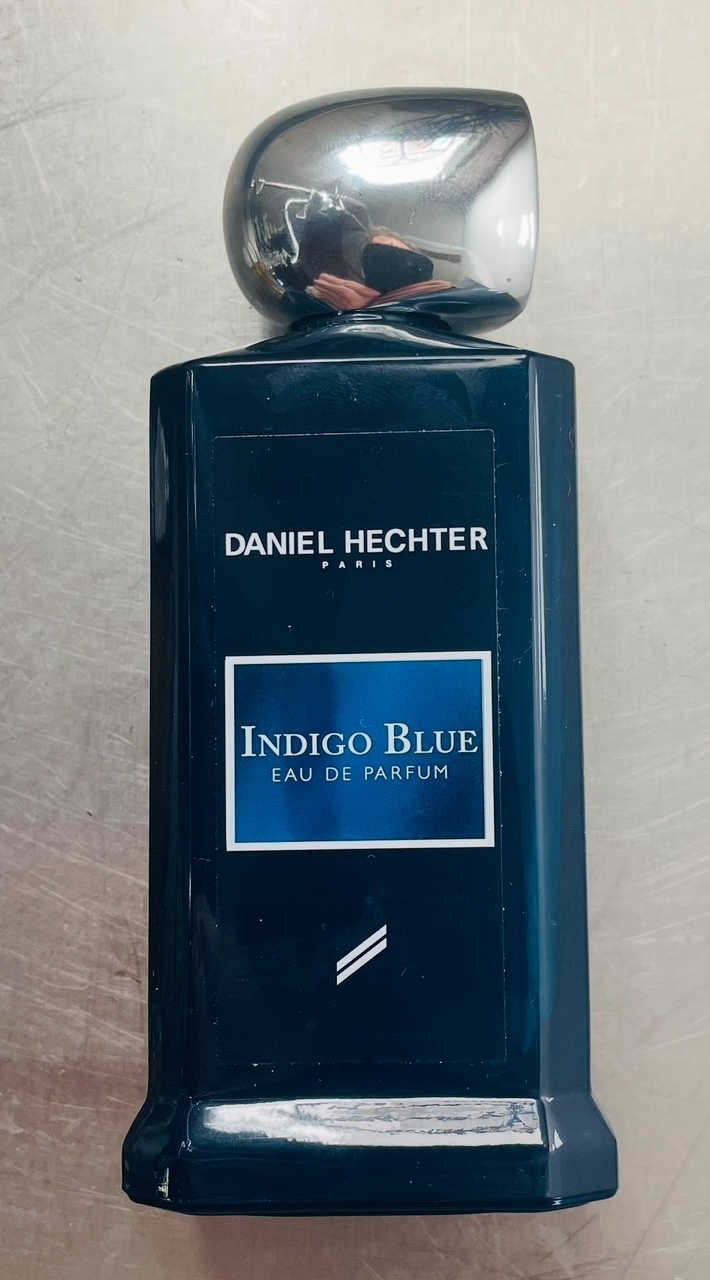 DANIEL HECHTER
PARIS
INDIGO BLUE
EAU DE PARFUM